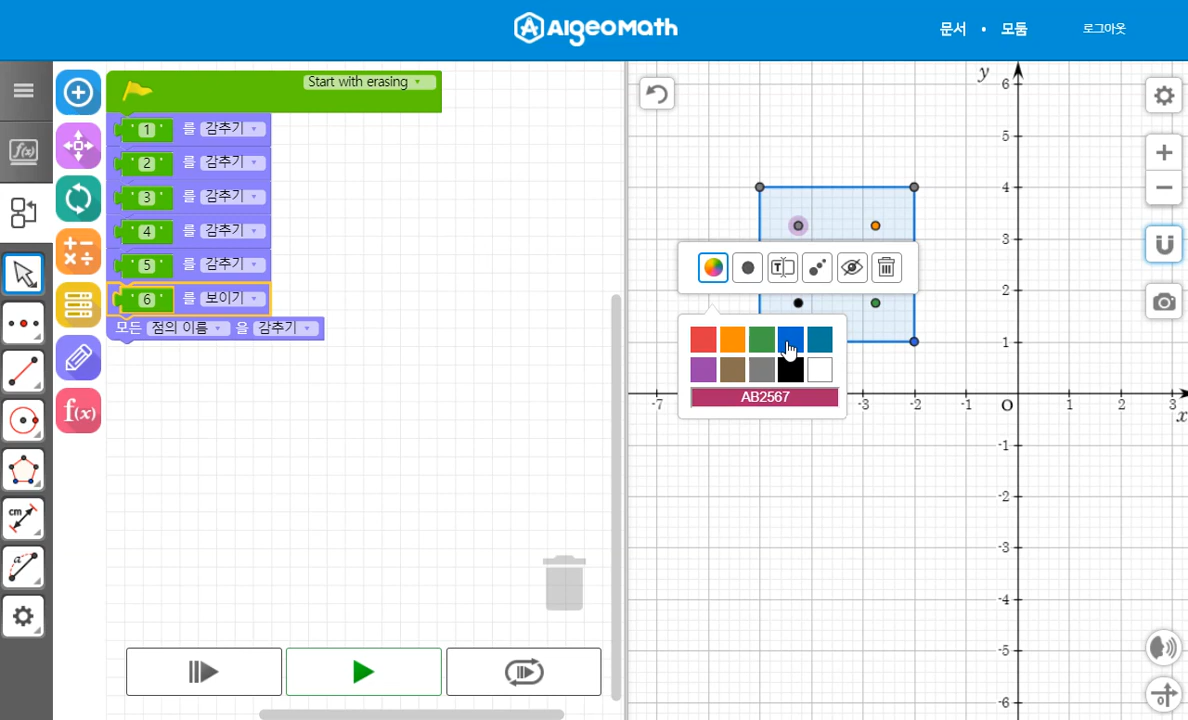 AlgeoMath
문서 • 모둠
로그아웃
f(x)
Start with erasing
' 1 ' 를 감추기
' 2 ' 를 감추기
' 3 ' 를 감추기
' 4 ' 를 감추기
' 5 ' 를 감추기
' 6 ' 를 보이기
모든 점의 이름 을 감추기
f(x)
cm
a
T
AB2567
y
6
5
4
3
2
1
-7 -3 -2 -1 O 1 2 3
x
-1
-2
-3
-4
-5
-6